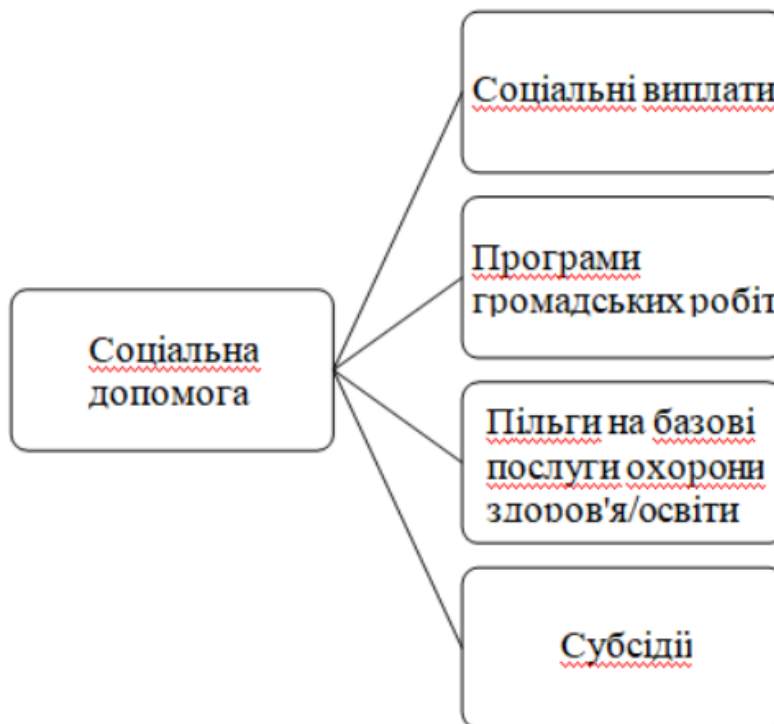 Соціальні виплати
Програми
громадських робіт
Соціальна
допомога
Пільги на базові
послуги охорони
здоров'я/освіти
Субсідії